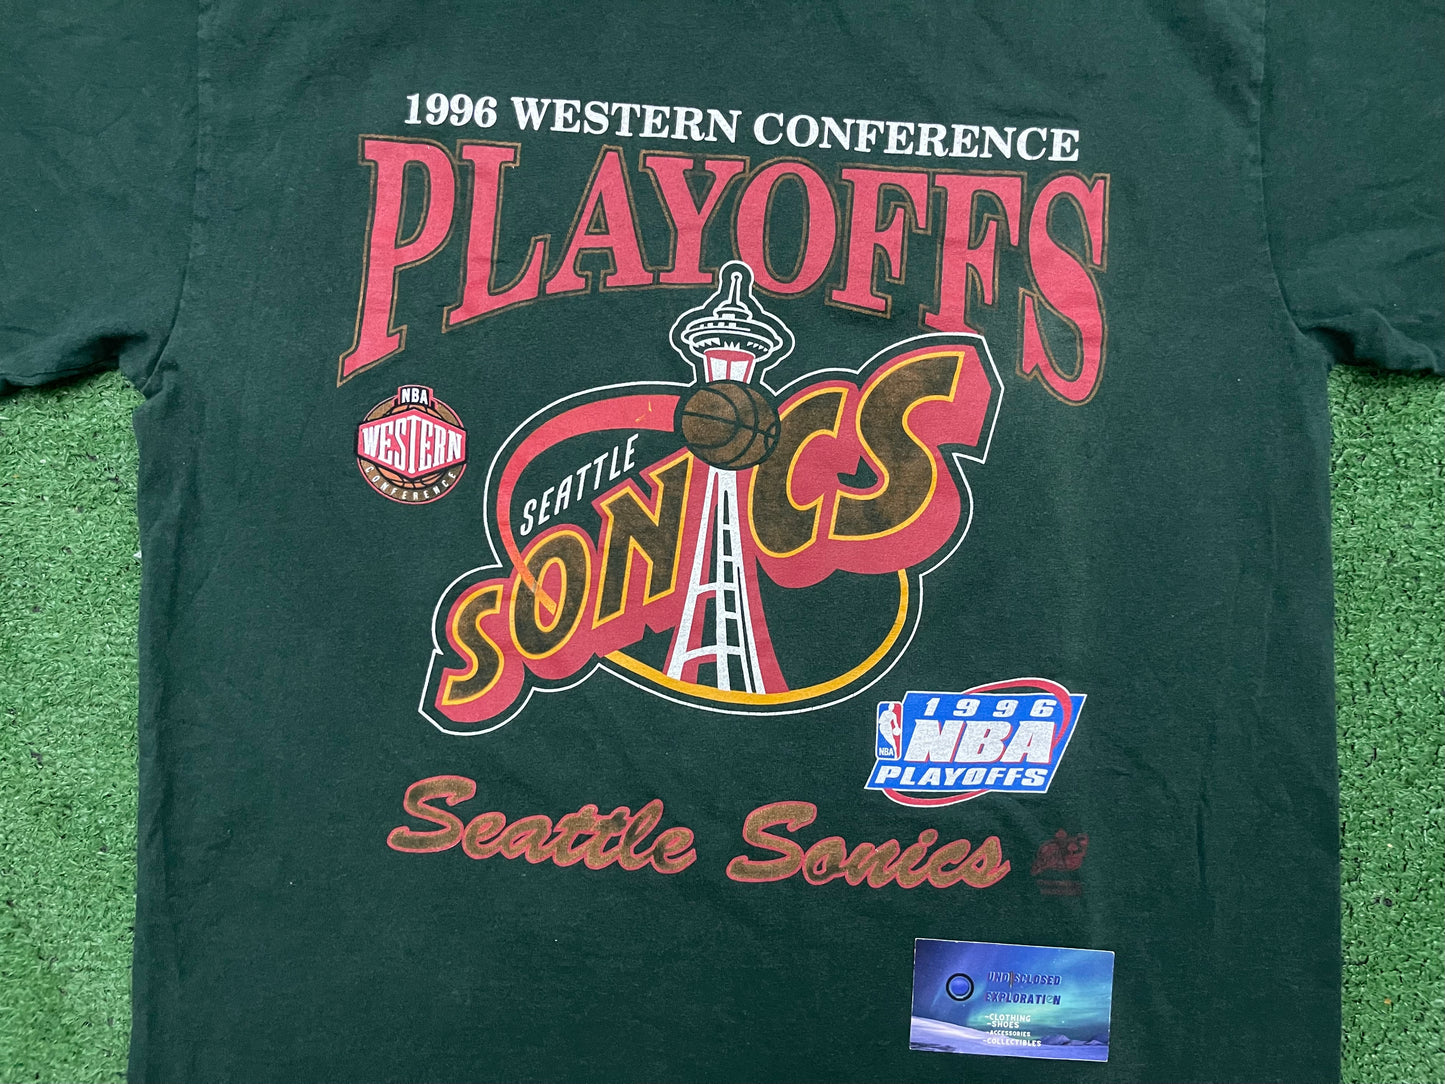 1996 WESTERN CONFERENCE
PLAYOFFS
NBA
WESTERN
CONFERENCE
SEATTLE
SONICS
1996
NBA
NBA
PLAYOFFS
Seattle Sonics
UNDISCLOSED
EXPLORATION
-CLOTHING
-SHOES
-ACCESSORIES
-COLLECTIBLES